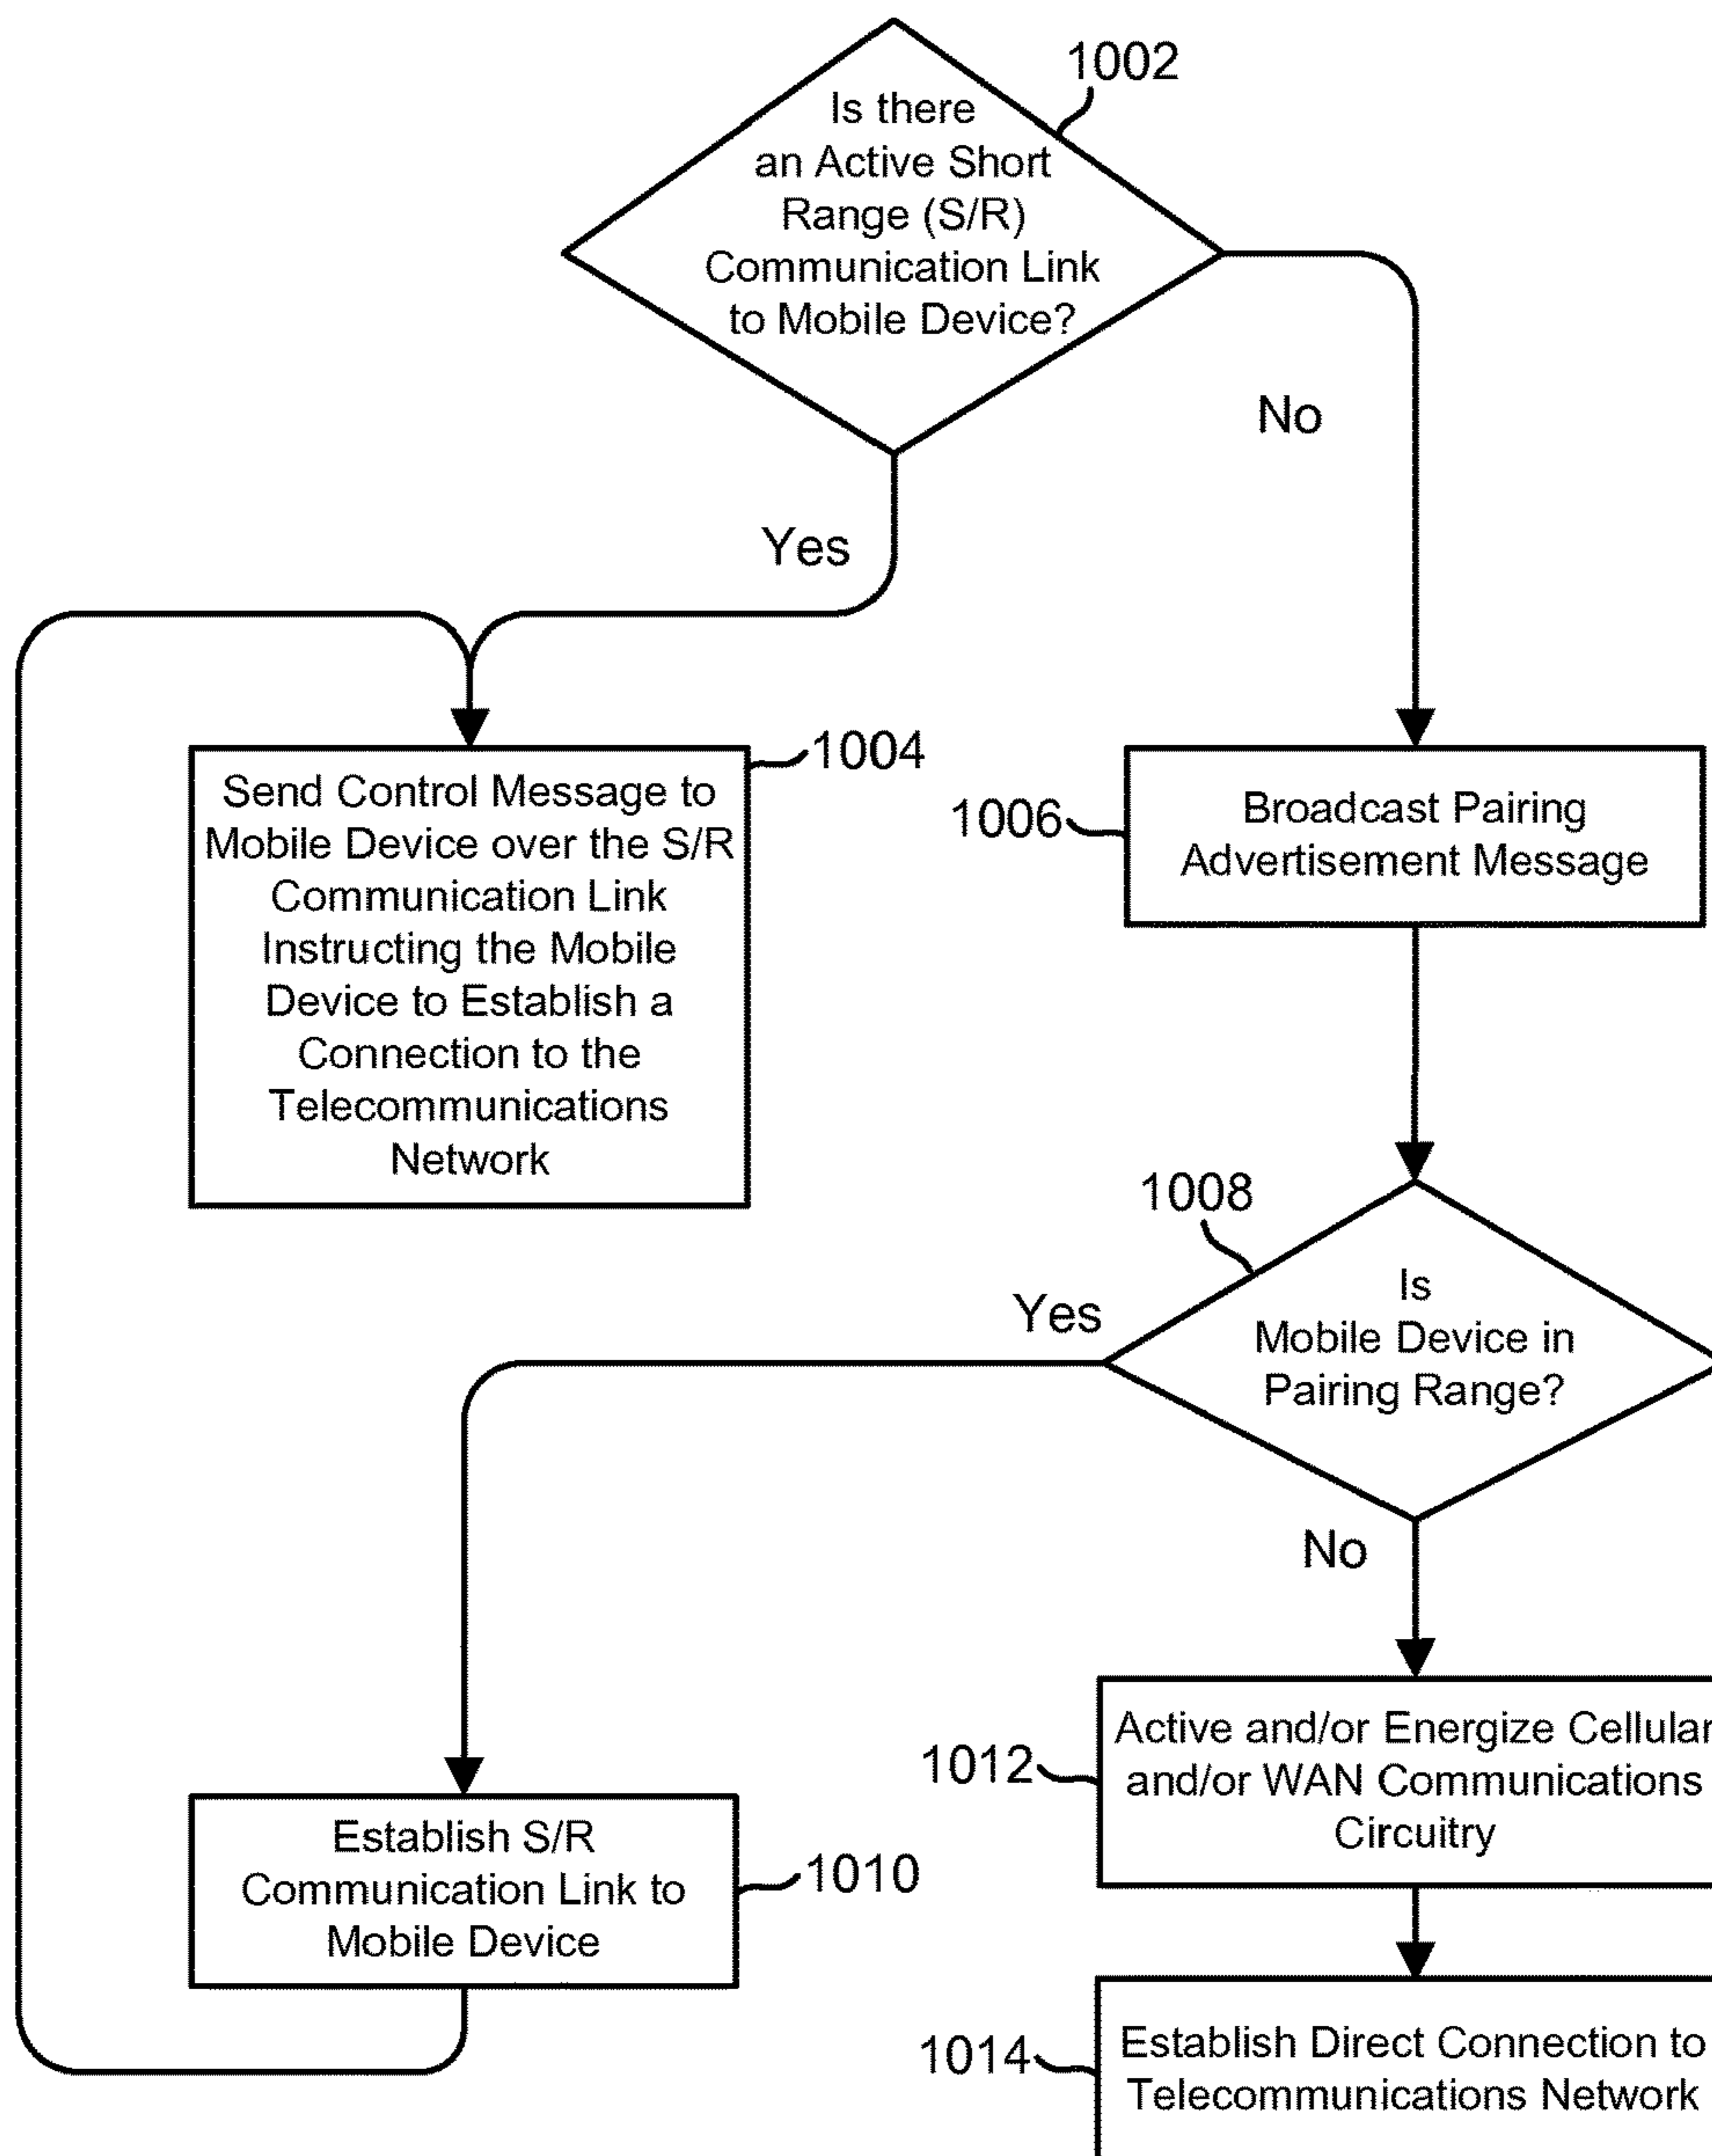 1002
Is there
an Active Short
Range (S/R)
Communication Link
to Mobile Device?
No
Yes
1004
Send Control Message to
Mobile Device over the S/R
Communication Link
Instructing the Mobile
Device to Establish a
Connection to the
Telecommunications
Network
1006
Broadcast Pairing
Advertisement Message
1008
Is
Mobile Device in
Pairing Range?
Yes
No
1012
Active and/or Energize Cellular
and/or WAN Communications
Circuitry
Establish S/R
Communication Link to
Mobile Device
1010
1014
Establish Direct Connection to
Telecommunications Network